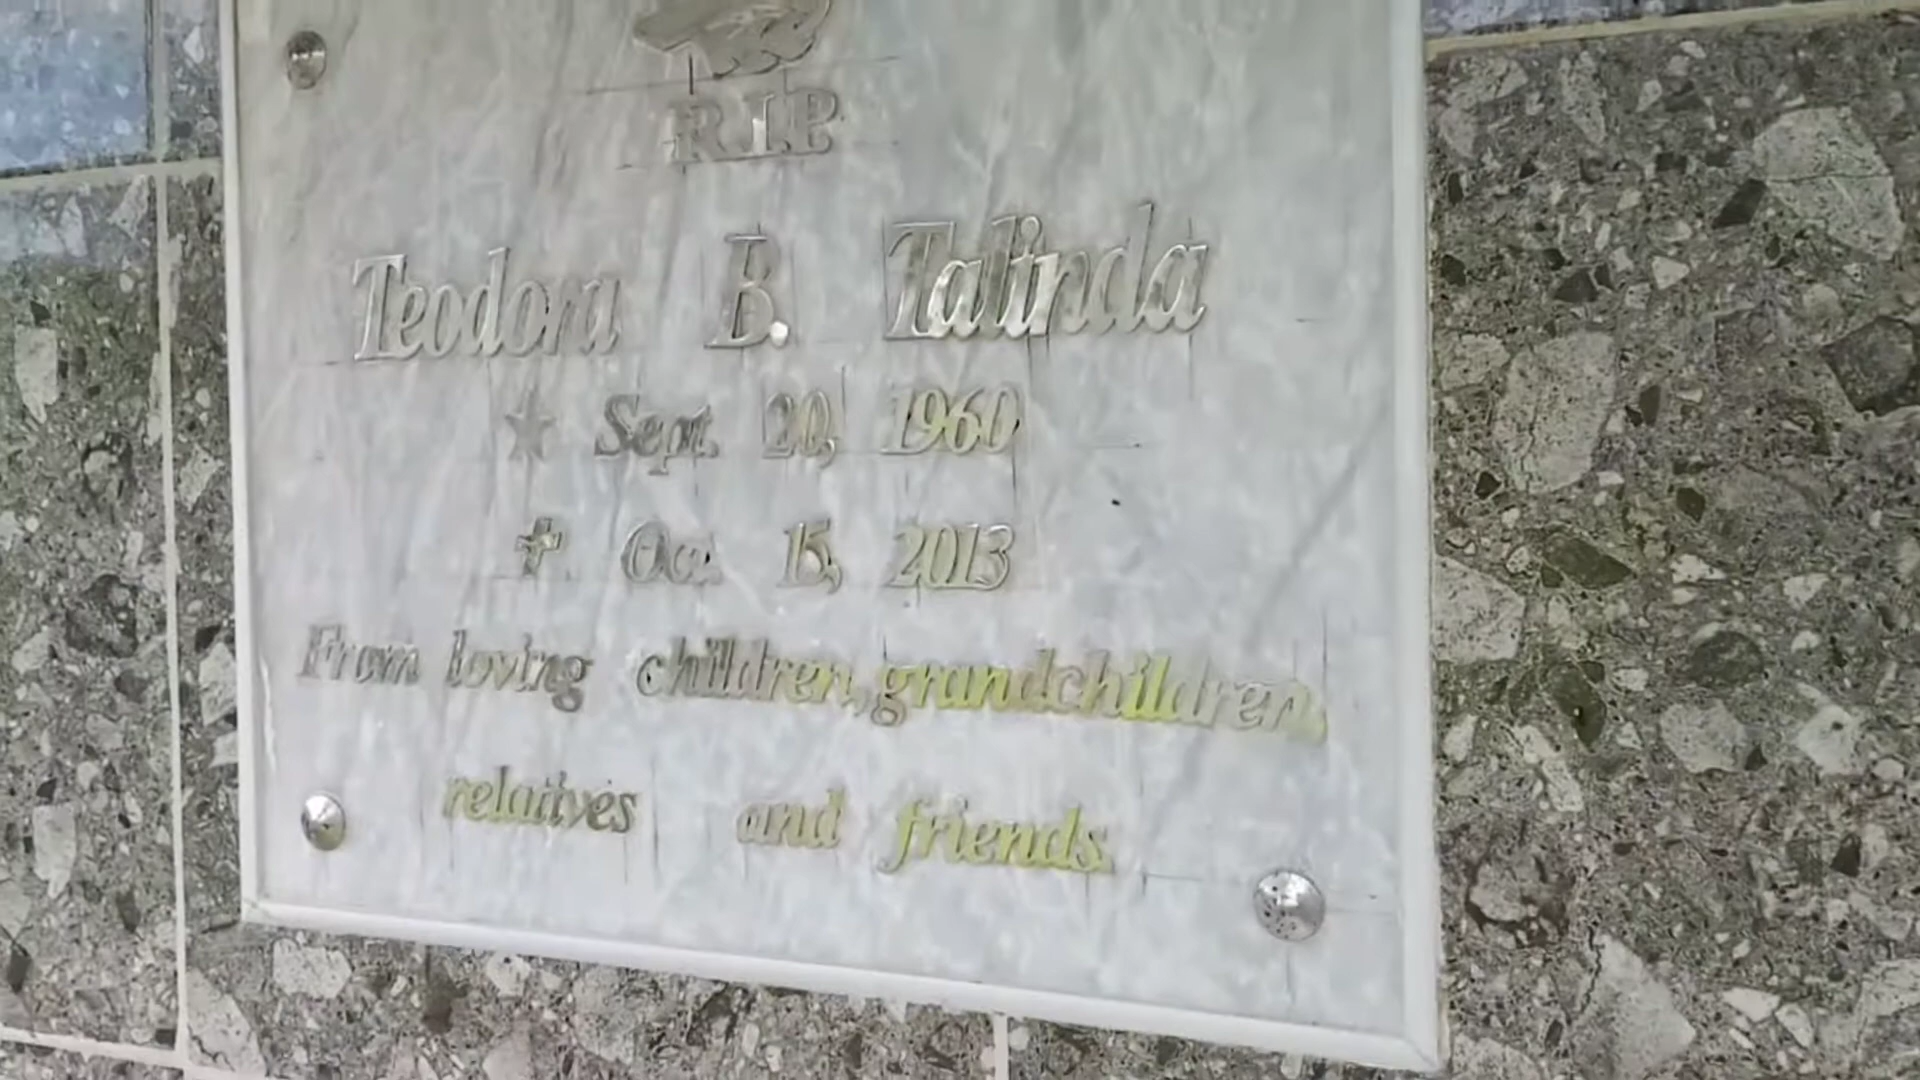 R.I.P
Teodora B. Talinda
Sept. 20, 1960
Oct. 15, 2013
From loving children, grandchildren,
relatives and friends.